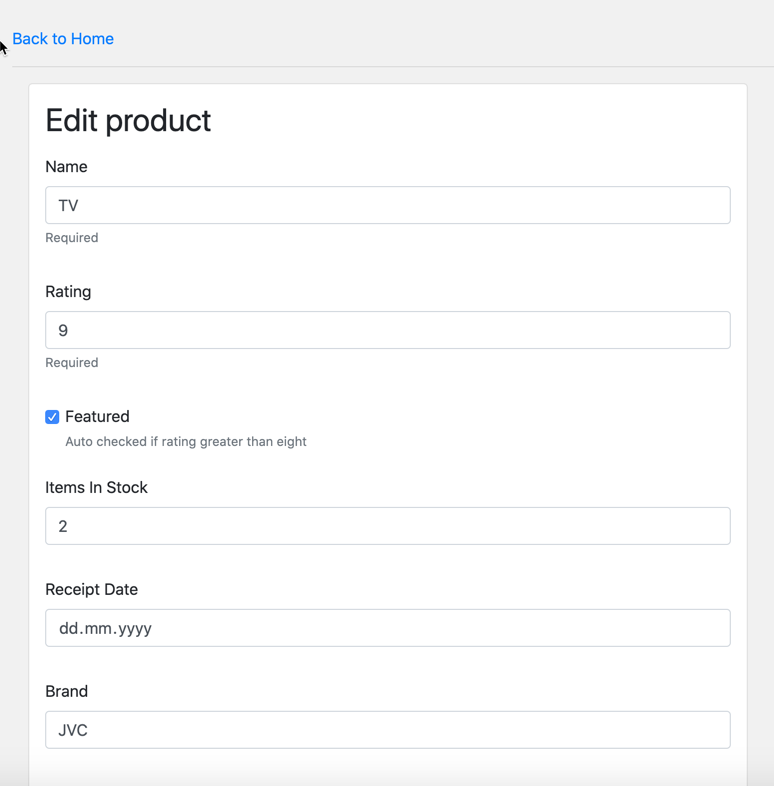 Back to Home
Edit product
Name
TV
Required
Rating
9
Required
Featured
Auto checked if rating greater than eight
Items In Stock
2
Receipt Date
dd.mm.yyyy
Brand
JVC